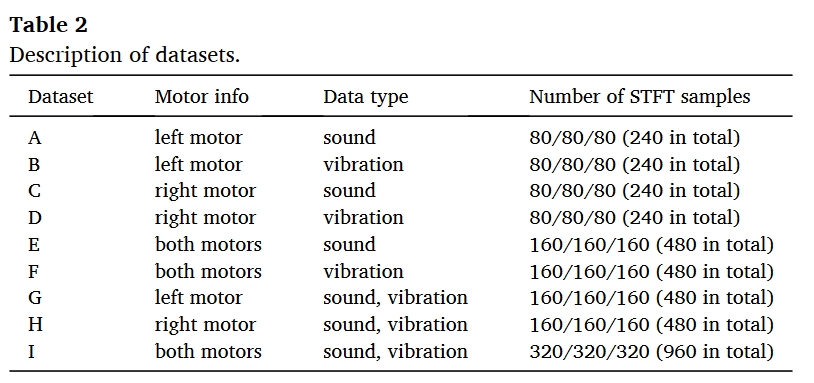 Table 2
Description of datasets.
Dataset Motor info Data type Number of STFT samples
A left motor sound 80/80/80 (240 in total)
B left motor vibration 80/80/80 (240 in total)
C right motor sound 80/80/80 (240 in total)
D right motor vibration 80/80/80 (240 in total)
E both motors sound 160/160/160 (480 in total)
F both motors vibration 160/160/160 (480 in total)
G left motor sound, vibration 160/160/160 (480 in total)
H right motor sound, vibration 160/160/160 (480 in total)
I both motors sound, vibration 320/320/320 (960 in total)